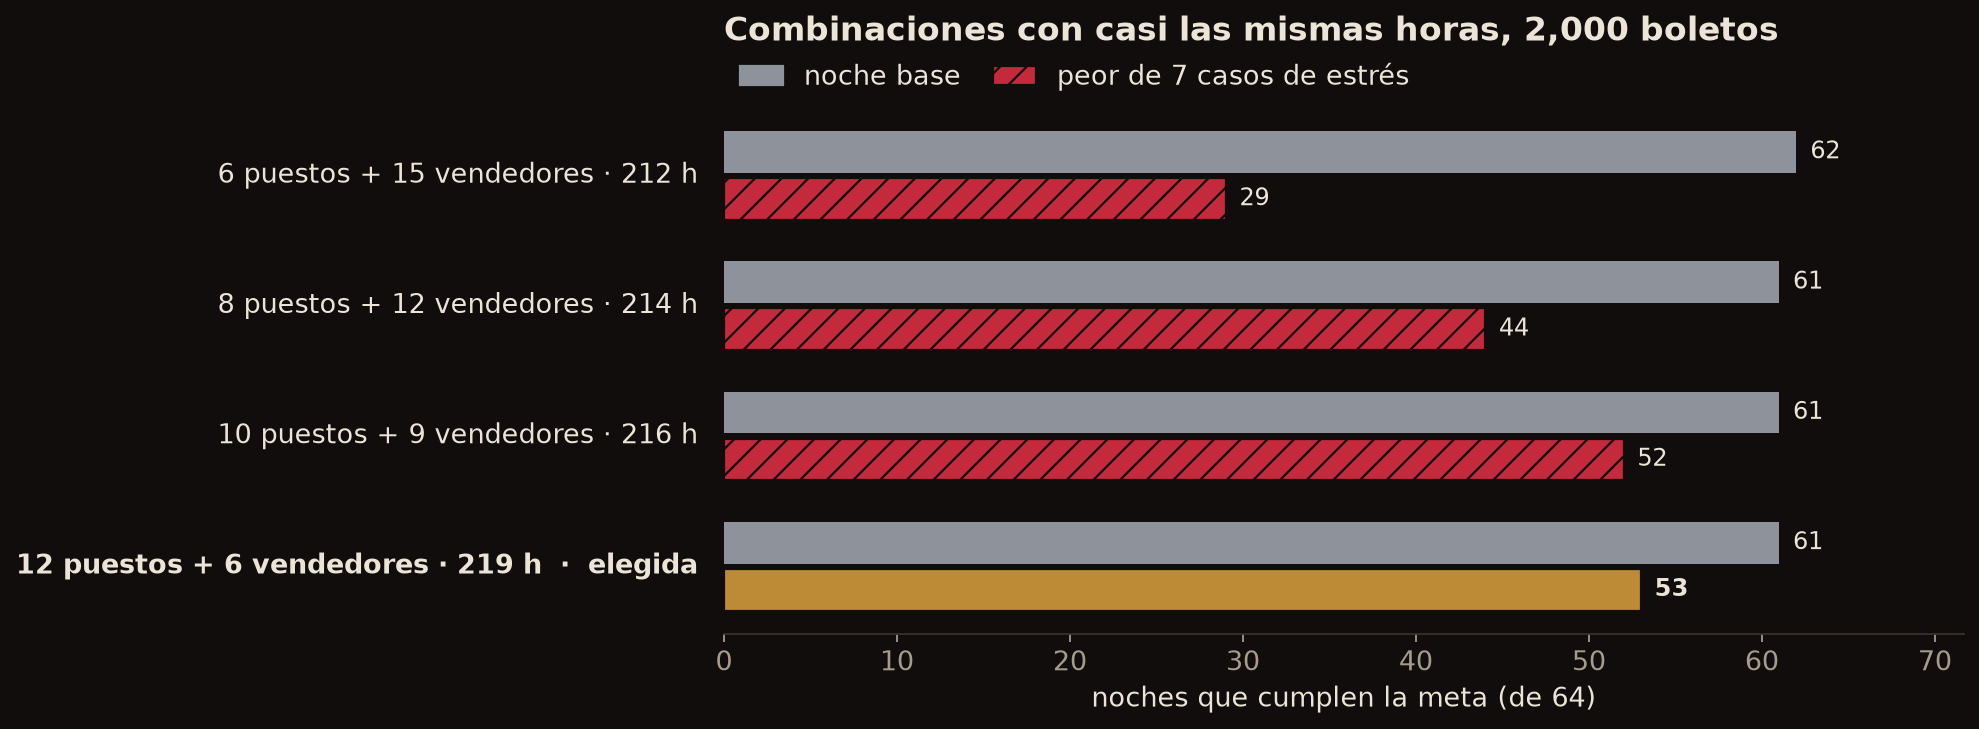 Combinaciones con casi las mismas horas, 2,000 boletos
noche base
peor de 7 casos de estrés
6 puestos + 15 vendedores · 212 h
62
29
8 puestos + 12 vendedores · 214 h
61
44
10 puestos + 9 vendedores · 216 h
61
52
12 puestos + 6 vendedores · 219 h · elegida
61
53
0 10 20 30 40 50 60 70
noches que cumplen la meta (de 64)